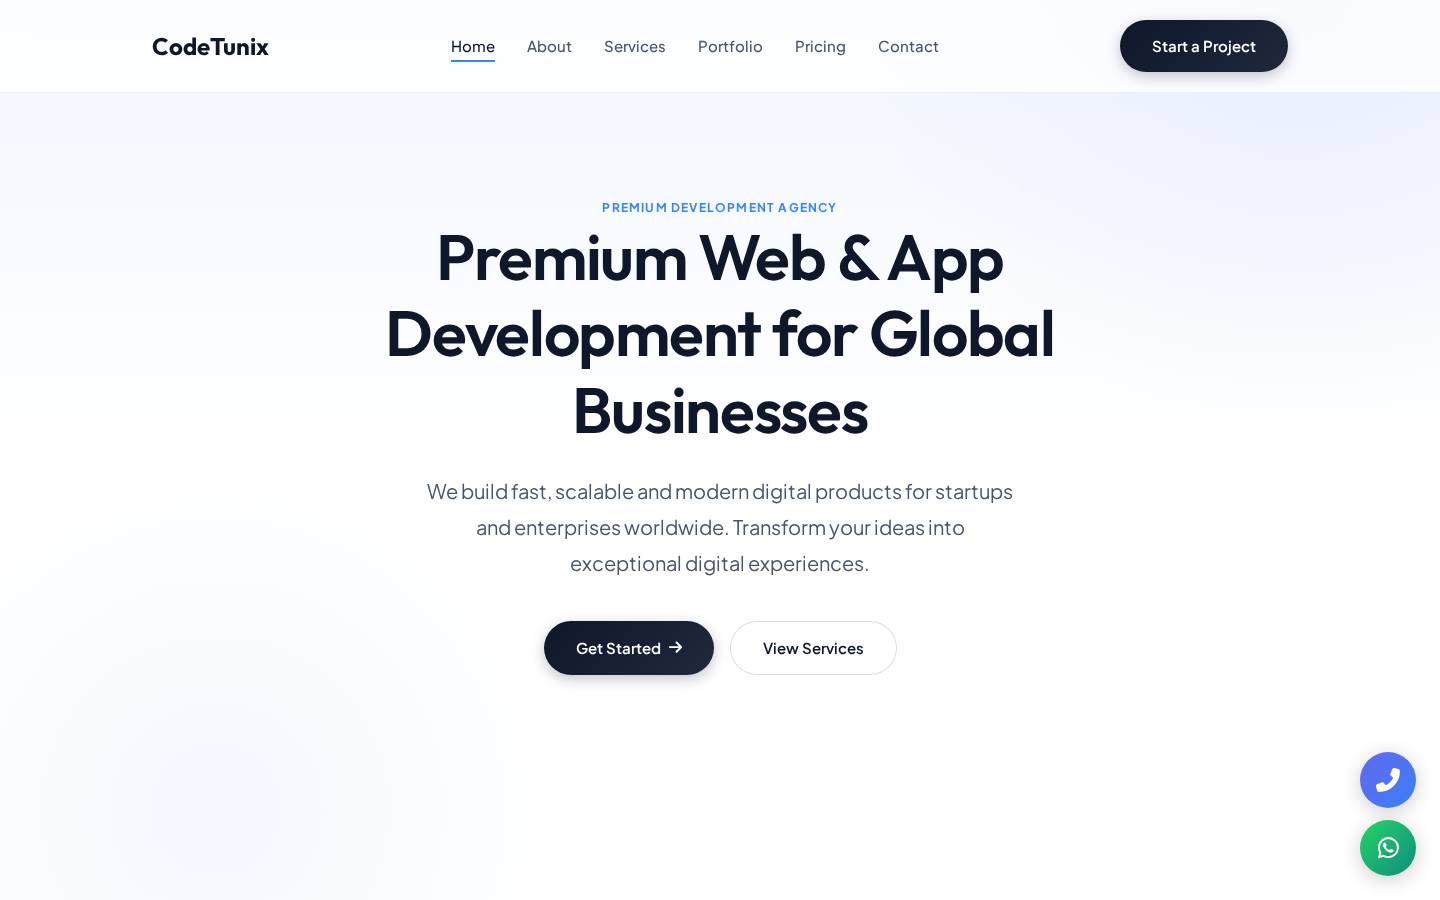 CodeTunix
Home
About
Services
Portfolio
Pricing
Contact
Start a Project
PREMIUM DEVELOPMENT AGENCY
Premium Web & App
Development for Global
Businesses
We build fast, scalable and modern digital products for startups
and enterprises worldwide. Transform your ideas into
exceptional digital experiences.
Get Started
View Services